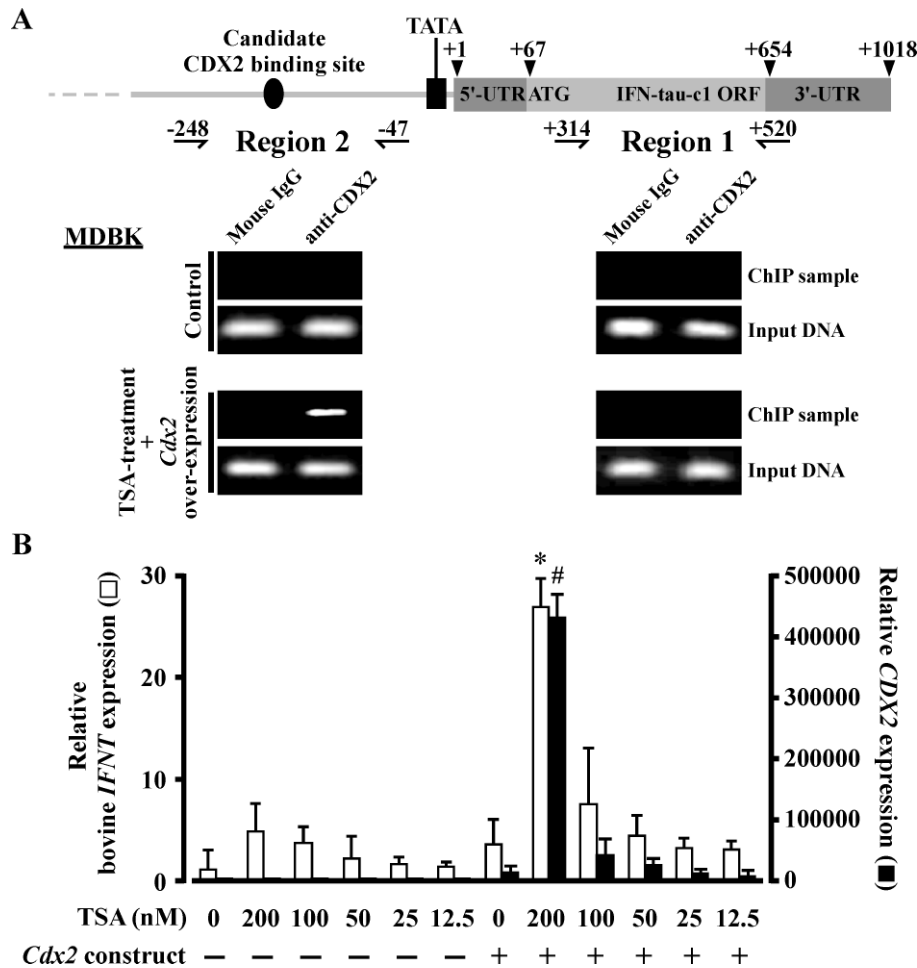 A
TATA
Candidate
CDX2 binding site
+1
+67
+654
+1018
5'-UTR
ATG
IFN-tau-c1 ORF
3'-UTR
-248
-47
+314
+520
Region 2
Region 1
Mouse IgG
anti-CDX2
Mouse IgG
anti-CDX2
MDBK
Control
ChIP sample
Input DNA
TSA-treatment
+
Cdx2
over-expression
ChIP sample
Input DNA
B
Relative
bovine IFNT expression (□)
30
20
10
0
* #
500000
400000
300000
200000
100000
0
Relative CDX2
expression (■)
TSA (nM) 0 200 100 50 25 12.5 0 200 100 50 25 12.5
Cdx2 construct − − − − − − + + + + + +